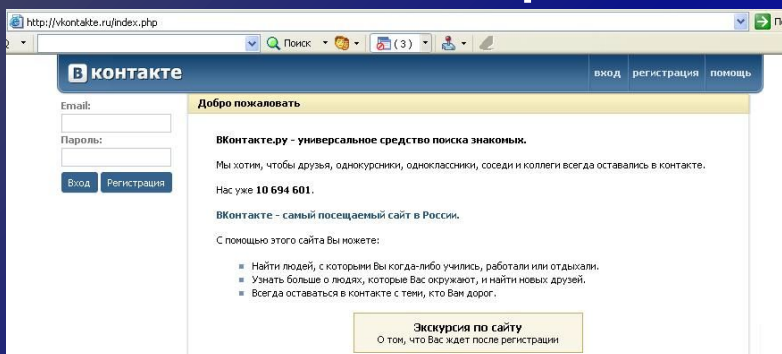 http://vkontakte.ru/index.php
Поиск (3)
В контакте
вход регистрация помощь
Email:
Пароль:
Вход Регистрация
Добро пожаловать
ВКонтакте.ру - универсальное средство поиска знакомых.
Мы хотим, чтобы друзья, однокурсники, одноклассники, соседи и коллеги всегда оставались в контакте.
Нас уже 10 694 601.
ВКонтакте - самый посещаемый сайт в России.
С помощью этого сайта Вы можете:
Найти людей, с которыми Вы когда-либо учились, работали или отдыхали.
Узнать больше о людях, которые Вас окружают, и найти новых друзей.
Всегда оставаться в контакте с теми, кто Вам дорог.
Экскурсия по сайту
О том, что Вас ждет после регистрации